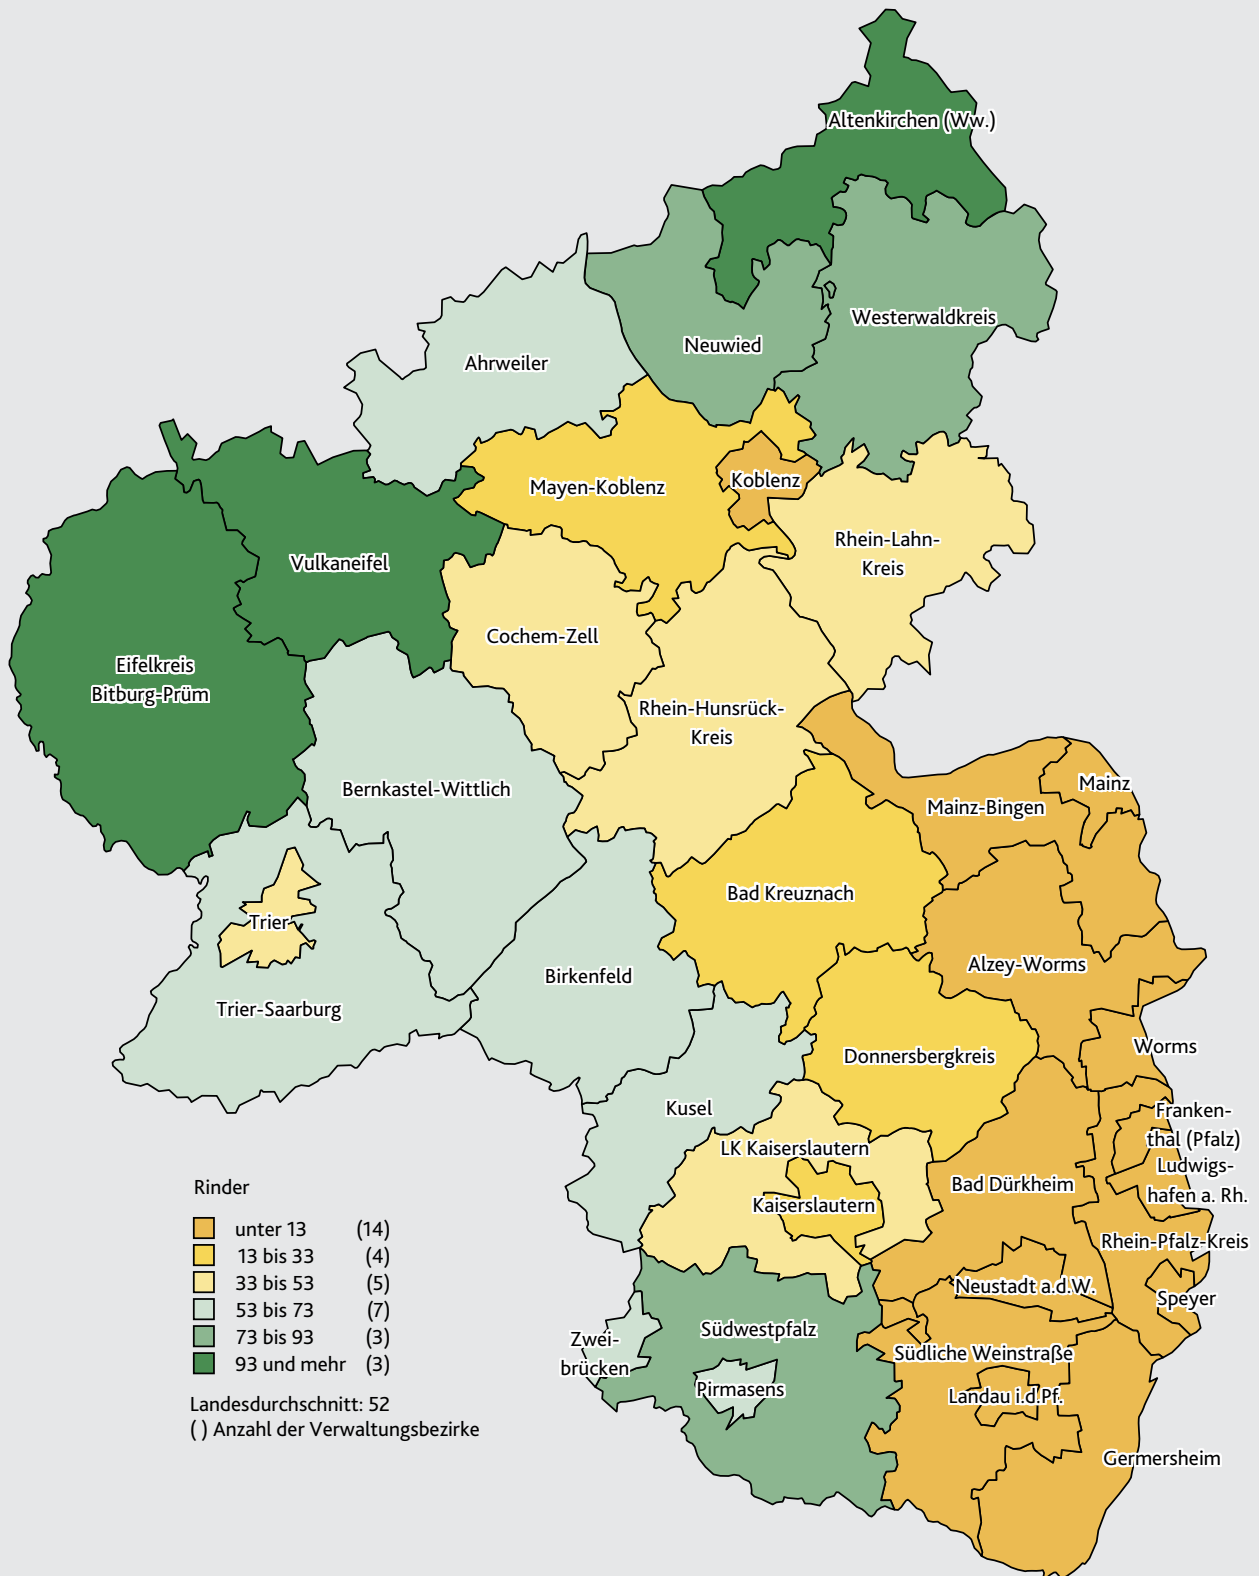 Altenkirchen (Ww.)
Westerwaldkreis
Neuwied
Ahrweiler
Mayen-Koblenz
Koblenz
Rhein-Lahn-
Kreis
Vulkaneifel
Cochem-Zell
Eifelkreis
Bitburg-Prüm
Rhein-Hunsrück-
Kreis
Bernkastel-Wittlich
Mainz
Mainz-Bingen
Bad Kreuznach
Trier
Alzey-Worms
Birkenfeld
Trier-Saarburg
Worms
Donnersbergkreis
Kusel
Franken-
thal (Pfalz)
LK Kaiserslautern
Ludwigs-
hafen a. Rh.
Bad Dürkheim
Kaiserslautern
Rhein-Pfalz-Kreis
Neustadt a.d.W.
Speyer
Südwestpfalz
Zwei-
brücken
Südliche Weinstraße
Pirmasens
Landau i.d.Pf.
Germersheim
Rinder
unter 13 (14)
13 bis 33 (4)
33 bis 53 (5)
53 bis 73 (7)
73 bis 93 (3)
93 und mehr (3)
Landesdurchschnitt: 52
( ) Anzahl der Verwaltungsbezirke